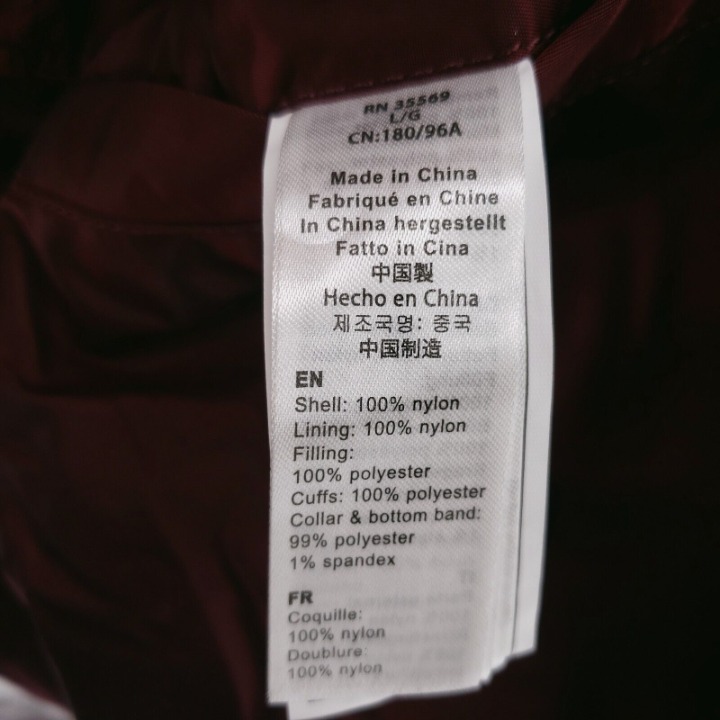 RN 35569
L/G
CN:180/96A
Made in China
Fabriqué en Chine
In China hergestellt
Fatto in Cina
中国製
Hecho en China
제조국명: 중국
中国制造
EN
Shell: 100% nylon
Lining: 100% nylon
Filling:
100% polyester
Cuffs: 100% polyester
Collar & bottom band:
99% polyester
1% spandex
FR
Coquille:
100% nylon
Doublure:
100% nylon